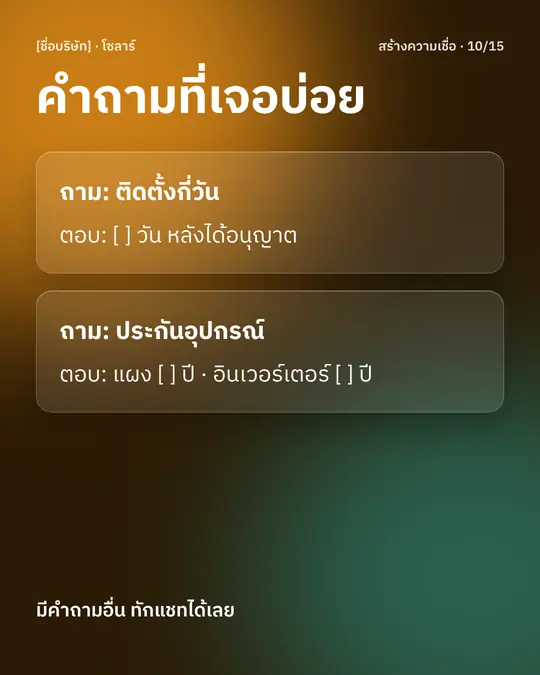 [ชื่อบริษัท] · โซลาร์
สร้างความเชื่อ · 10/15
คำถามที่เจอบ่อย
ถาม: ติดตั้งกี่วัน
ตอบ: [ ] วัน หลังได้อนุญาต
ถาม: ประกันอุปกรณ์
ตอบ: แผง [ ] ปี · อินเวอร์เตอร์ [ ] ปี
มีคำถามอื่น ทักแชทได้เลย